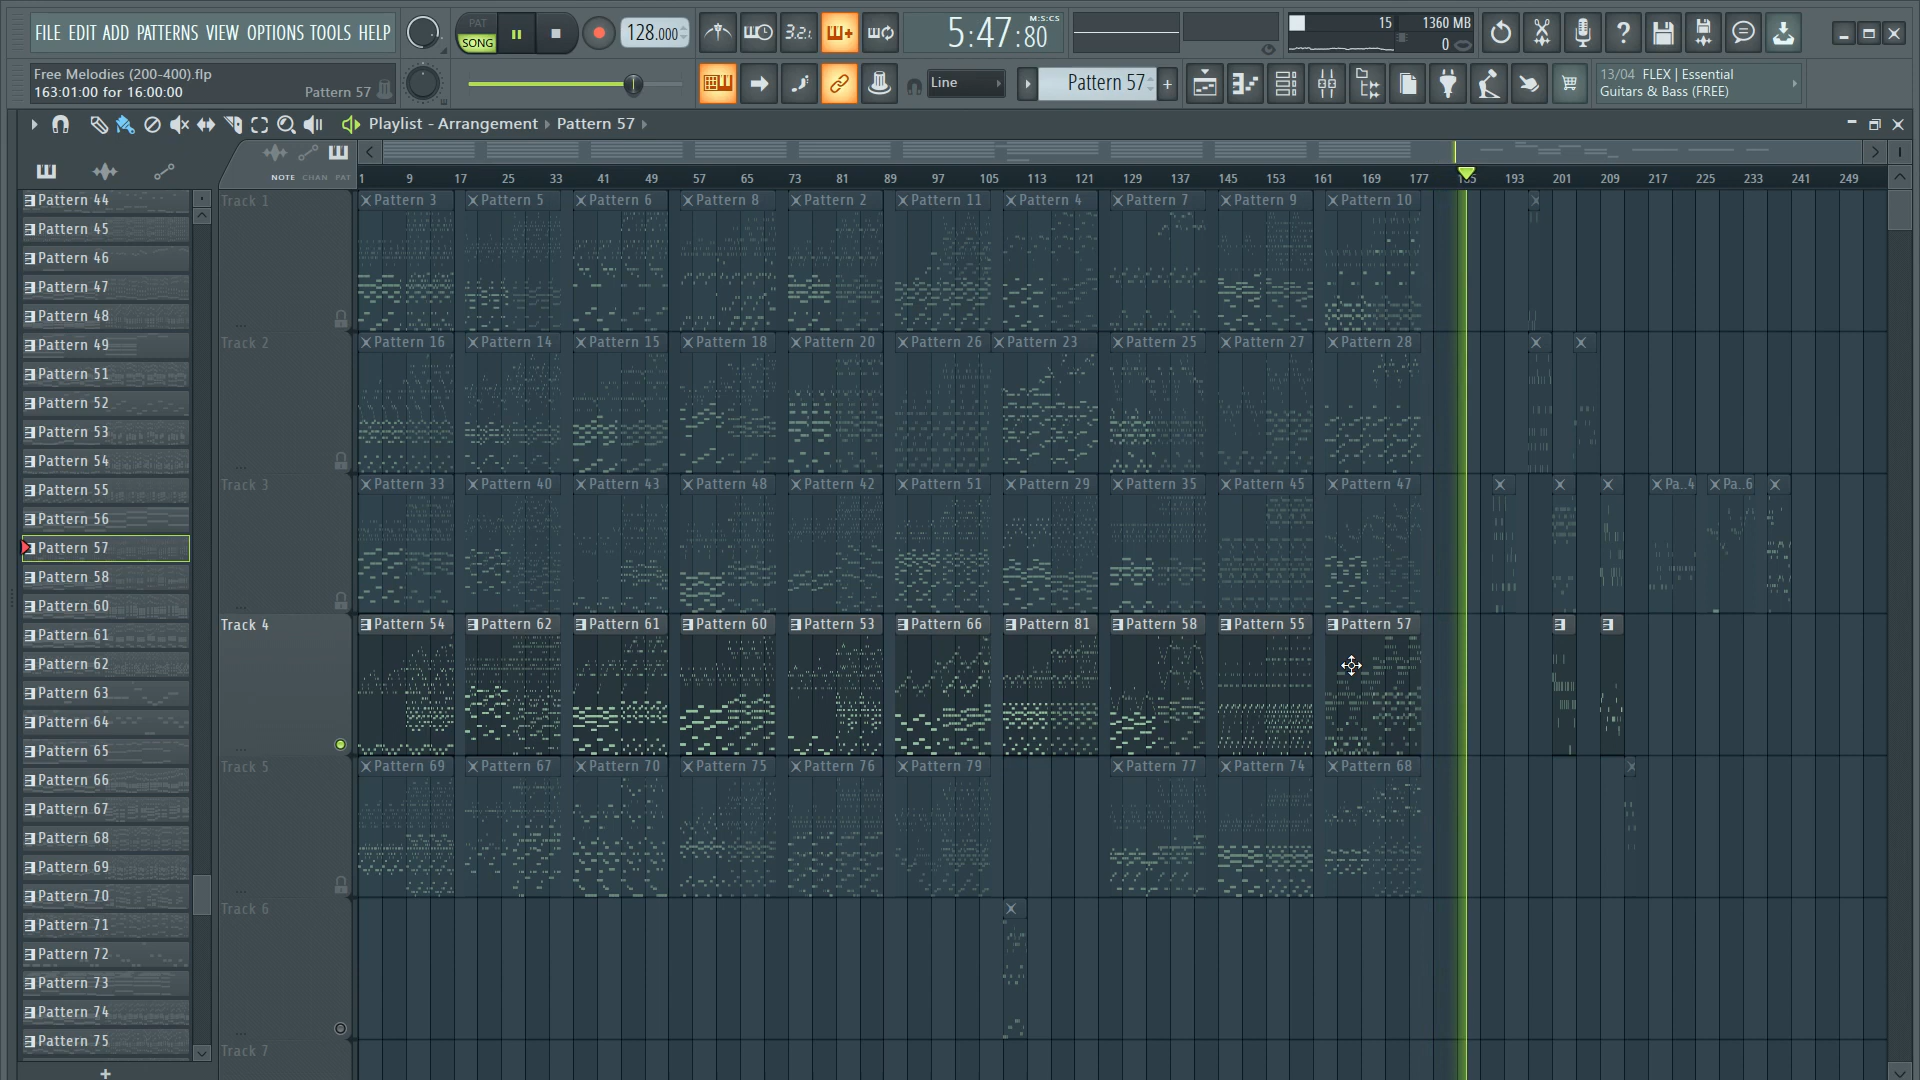 FILE EDIT ADD PATTERNS VIEW OPTIONS TOOLS HELP
PAT
SONG
128.000
3.2.
5:47:80
M:S:CS
15
1360 MB
0
Free Melodies (200-400).flp
163:01:00 for 16:00:00
Pattern 57
Line
Pattern 57
13/04 FLEX | Essential
Guitars & Bass (FREE)
Playlist - Arrangement › Pattern 57 ›
NOTE CHAN PAT
1 9 17 25 33 41 49 57 65 73 81 89 97 105 113 121 129 137 145 153 161 169 177 185 193 201 209 217 225 233 241 249
Pattern 44
Pattern 45
Pattern 46
Pattern 47
Pattern 48
Pattern 49
Pattern 51
Pattern 52
Pattern 53
Pattern 54
Pattern 55
Pattern 56
Pattern 57
Pattern 58
Pattern 60
Pattern 61
Pattern 62
Pattern 63
Pattern 64
Pattern 65
Pattern 66
Pattern 67
Pattern 68
Pattern 69
Pattern 70
Pattern 71
Pattern 72
Pattern 73
Pattern 74
Pattern 75
Track 1
Pattern 3 Pattern 5 Pattern 6 Pattern 8 Pattern 2 Pattern 11 Pattern 4 Pattern 7 Pattern 9 Pattern 10
Track 2
Pattern 16 Pattern 14 Pattern 15 Pattern 18 Pattern 20 Pattern 26 Pattern 23 Pattern 25 Pattern 27 Pattern 28
Track 3
Pattern 33 Pattern 40 Pattern 43 Pattern 48 Pattern 42 Pattern 51 Pattern 29 Pattern 35 Pattern 45 Pattern 47 Pa..4 Pa..6
Track 4
Pattern 54 Pattern 62 Pattern 61 Pattern 60 Pattern 53 Pattern 66 Pattern 81 Pattern 58 Pattern 55 Pattern 57
Track 5
Pattern 69 Pattern 67 Pattern 70 Pattern 75 Pattern 76 Pattern 79 Pattern 77 Pattern 74 Pattern 68
Track 6
Track 7